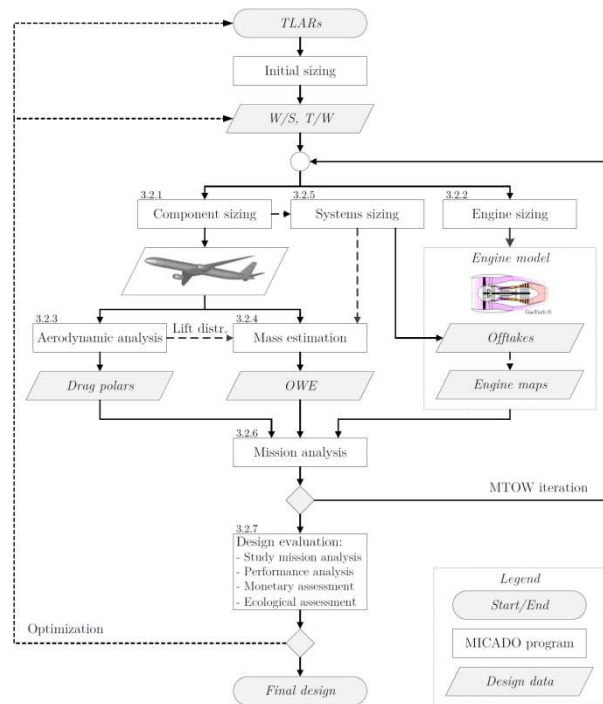 TLARs
Initial sizing
W/S, T/W
3.2.1
Component sizing
3.2.5
Systems sizing
3.2.2
Engine sizing
Engine model
GasTurb ®
3.2.3
Aerodynamic analysis
Lift distr.
3.2.4
Mass estimation
Offtakes
Drag polars
OWE
Engine maps
3.2.6
Mission analysis
MTOW iteration
3.2.7
Design evaluation:
- Study mission analysis
- Performance analysis
- Monetary assessment
- Ecological assessment
Optimization
Final design
Legend
Start/End
MICADO program
Design data